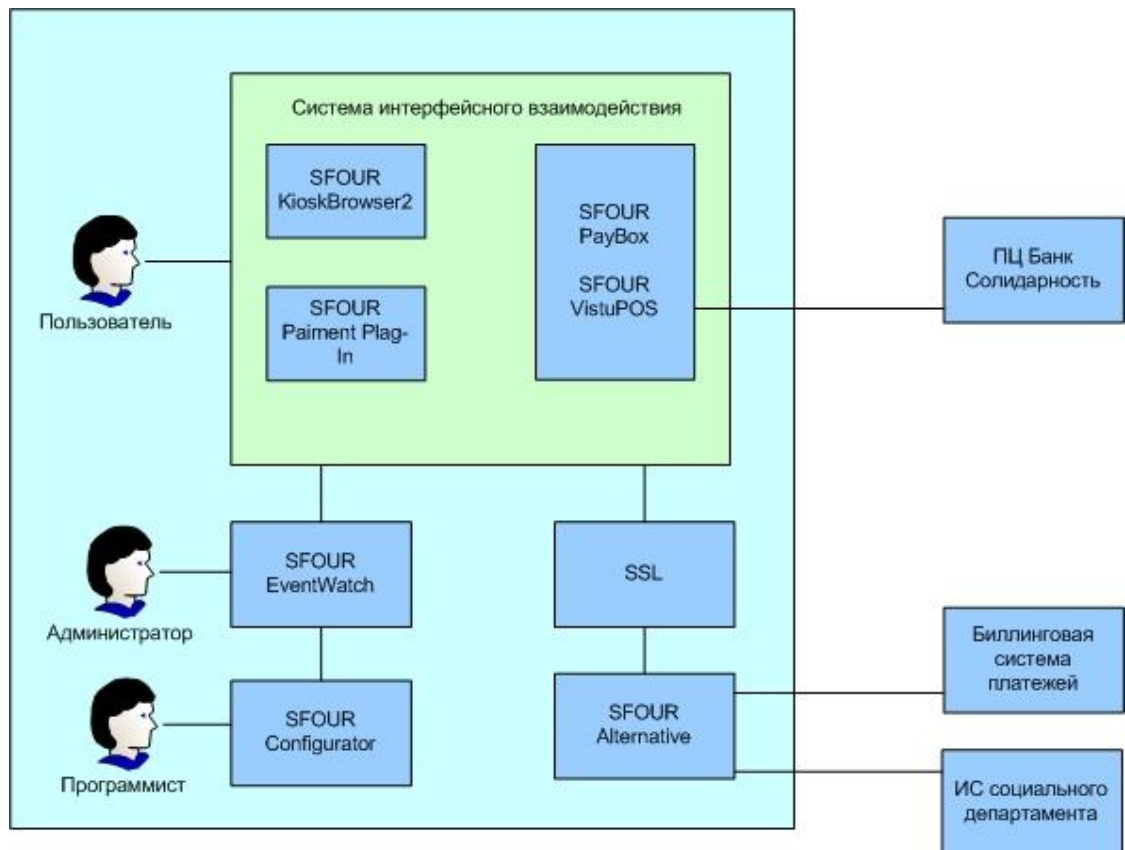 Система интерфейсного взаимодействия
SFOUR
KioskBrowser2
SFOUR
PayBox
SFOUR
VistuPOS
SFOUR
Paiment Plag-
In
ПЦ Банк
Солидарность
Пользователь
SFOUR
EventWatch
SSL
Администратор
Биллинговая
система
платежей
SFOUR
Configurator
SFOUR
Alternative
Программист
ИС социального
департамента